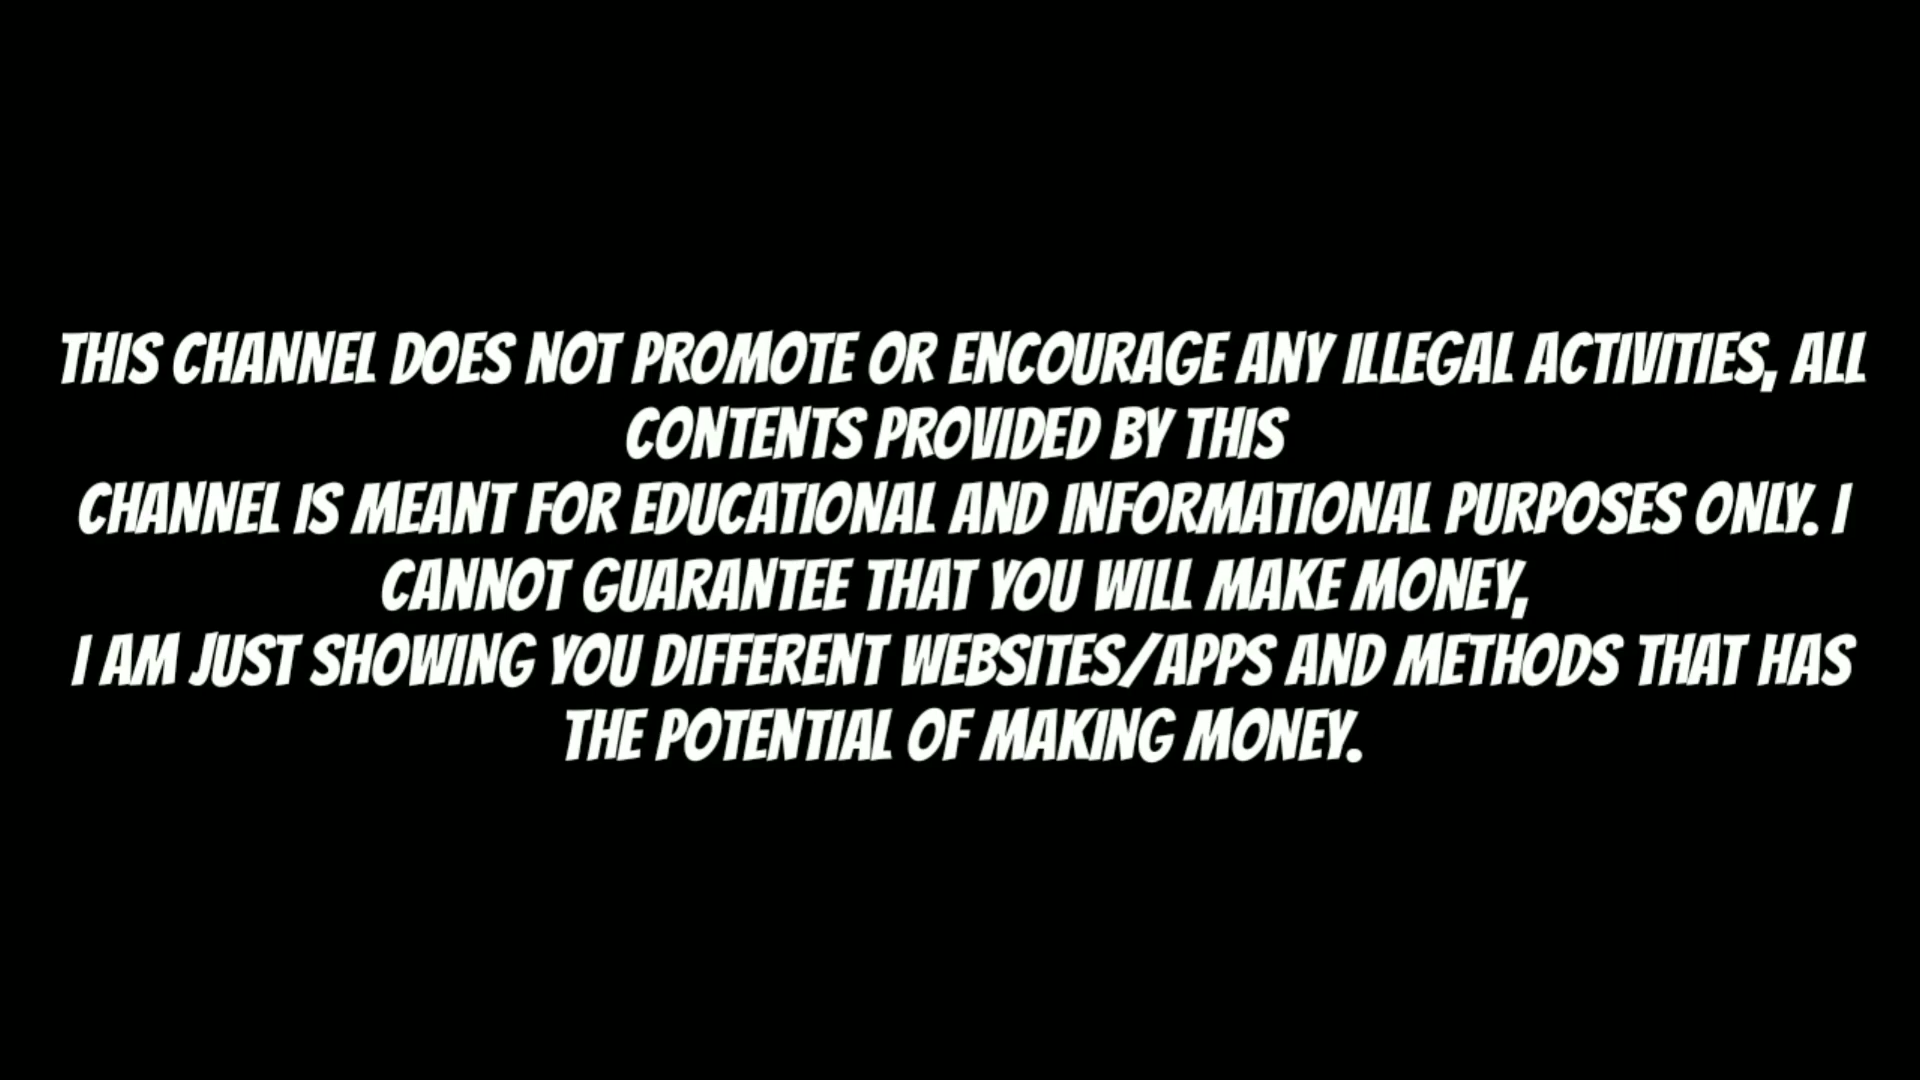 THIS CHANNEL DOES NOT PROMOTE OR ENCOURAGE ANY ILLEGAL ACTIVITIES, ALL
CONTENTS PROVIDED BY THIS
CHANNEL IS MEANT FOR EDUCATIONAL AND INFORMATIONAL PURPOSES ONLY. I
CANNOT GUARANTEE THAT YOU WILL MAKE MONEY,
I AM JUST SHOWING YOU DIFFERENT WEBSITES/APPS AND METHODS THAT HAS
THE POTENTIAL OF MAKING MONEY.